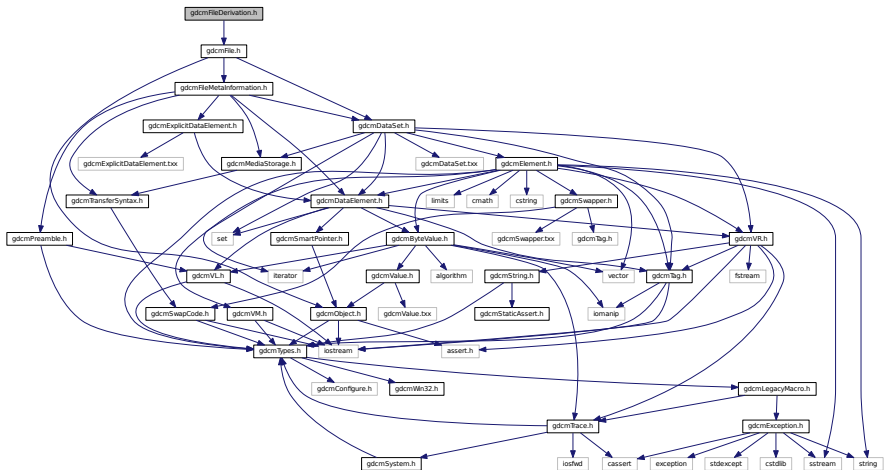 gdcmFileDerivation.h
gdcmFile.h
gdcmFileMetaInformation.h
gdcmExplicitDataElement.h
gdcmDataSet.h
gdcmExplicitDataElement.txx
gdcmMediaStorage.h
gdcmDataSet.txx
gdcmElement.h
gdcmTransferSyntax.h
gdcmDataElement.h
limits
cmath
cstring
gdcmSwapper.h
gdcmPreamble.h
set
gdcmSmartPointer.h
gdcmByteValue.h
gdcmSwapper.txx
gdcmTag.h
gdcmVR.h
gdcmVL.h
iterator
gdcmValue.h
algorithm
gdcmString.h
vector
gdcmTag.h
fstream
gdcmSwapCode.h
gdcmVM.h
gdcmObject.h
gdcmValue.txx
gdcmStaticAssert.h
iomanip
gdcmTypes.h
iostream
assert.h
gdcmConfigure.h
gdcmWin32.h
gdcmLegacyMacro.h
gdcmTrace.h
gdcmException.h
gdcmSystem.h
iosfwd
cassert
exception
stdexcept
cstdlib
sstream
string